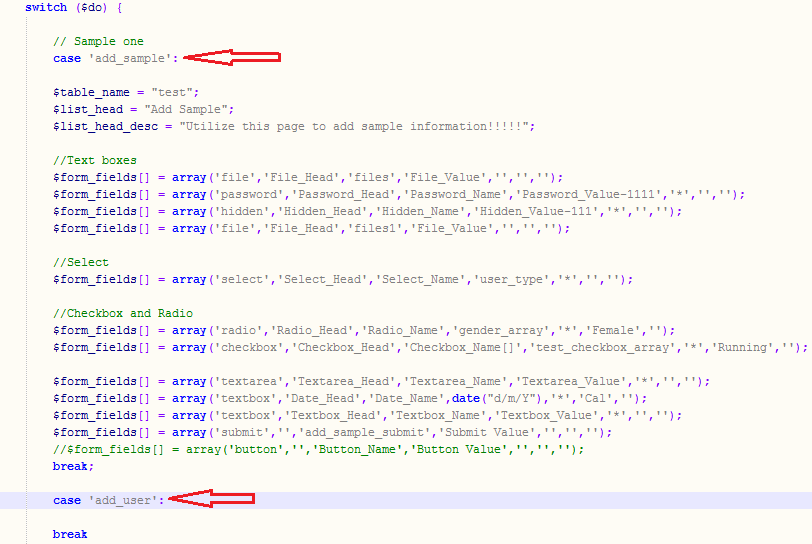 switch ($do) {
// Sample one
case 'add_sample':
$table_name = "test";
$list_head = "Add Sample";
$list_head_desc = "Utilize this page to add sample information!!!!!";
//Text boxes
$form_fields[] = array('file','File_Head','files','File_Value','','','');
$form_fields[] = array('password','Password_Head','Password_Name','Password_Value-1111','*','','');
$form_fields[] = array('hidden','Hidden_Head','Hidden_Name','Hidden_Value-111','*','','');
$form_fields[] = array('file','File_Head','files1','File_Value','','','');
//Select
$form_fields[] = array('select','Select_Head','Select_Name','user_type','*','','');
//Checkbox and Radio
$form_fields[] = array('radio','Radio_Head','Radio_Name','gender_array','*','Female','');
$form_fields[] = array('checkbox','Checkbox_Head','Checkbox_Name[]','test_checkbox_array','*','Running','');
$form_fields[] = array('textarea','Textarea_Head','Textarea_Name','Textarea_Value','*','','');
$form_fields[] = array('textbox','Date_Head','Date_Name',date("d/m/Y"),'*','Cal','');
$form_fields[] = array('textbox','Textbox_Head','Textbox_Name','Textbox_Value','*','','');
$form_fields[] = array('submit','','add_sample_submit','Submit Value','','','');
//$form_fields[] = array('button','','Button_Name','Button Value','','','');
break;
case 'add_user':
break